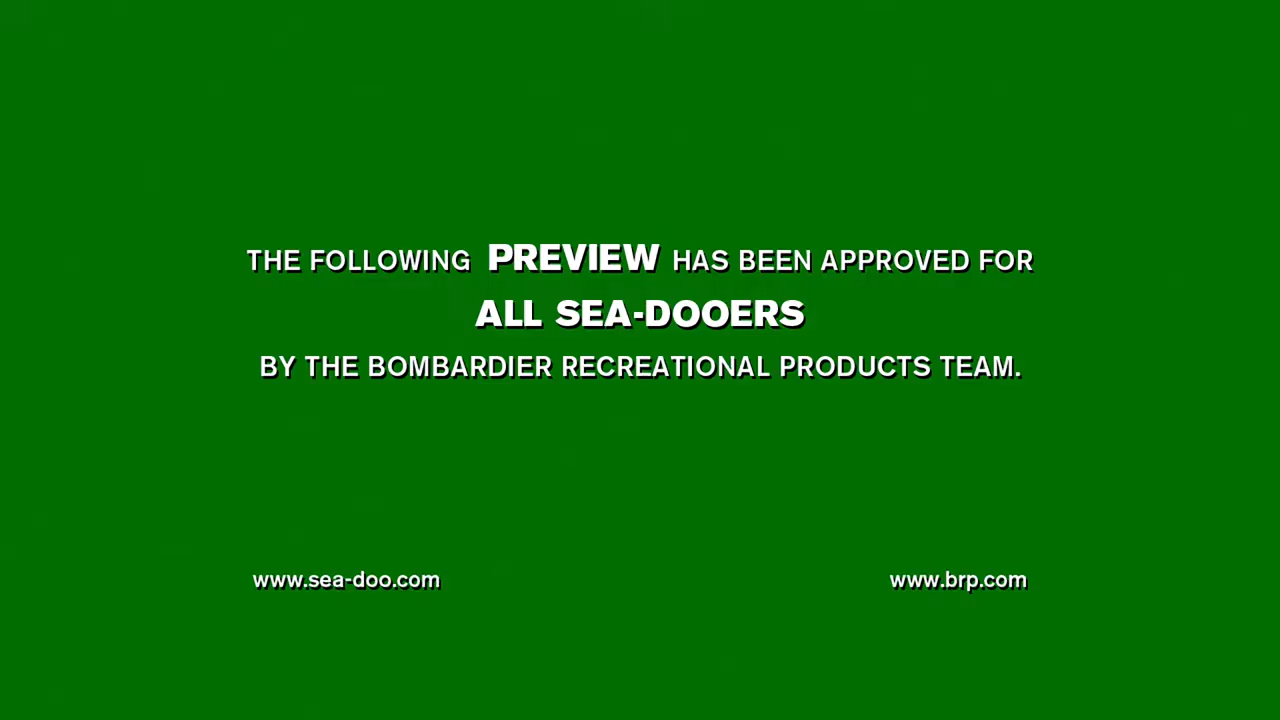 THE FOLLOWING PREVIEW HAS BEEN APPROVED FOR
ALL SEA-DOOERS
BY THE BOMBARDIER RECREATIONAL PRODUCTS TEAM.
www.sea-doo.com
www.brp.com